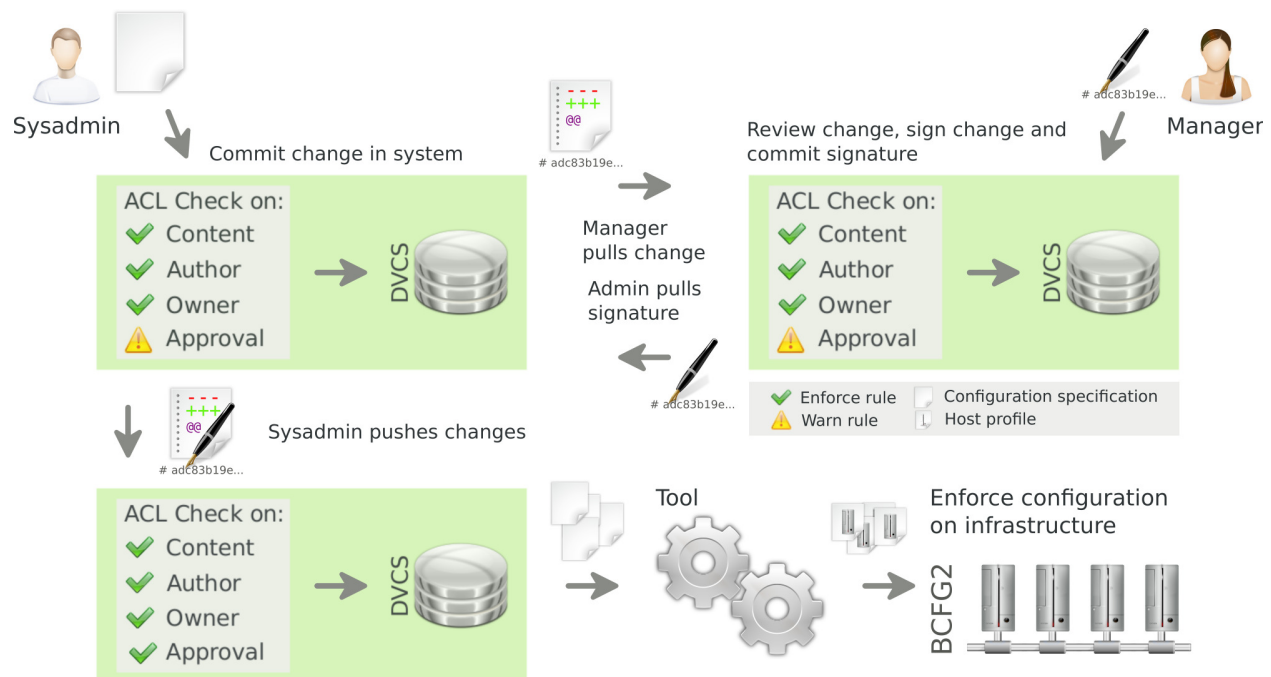 Sysadmin
Commit change in system
ACL Check on:
Content
Author
Owner
Approval
DVCS
- - -
+++
@@
# adc83b19e...
Manager
pulls change
Admin pulls
signature
# adc83b19e...
# adc83b19e...
Manager
Review change, sign change and
commit signature
ACL Check on:
Content
Author
Owner
Approval
DVCS
Enforce rule
Configuration specification
Warn rule
Host profile
- - -
+++
@@
# adc83b19e...
Sysadmin pushes changes
ACL Check on:
Content
Author
Owner
Approval
DVCS
Tool
Enforce configuration
on infrastructure
BCFG2